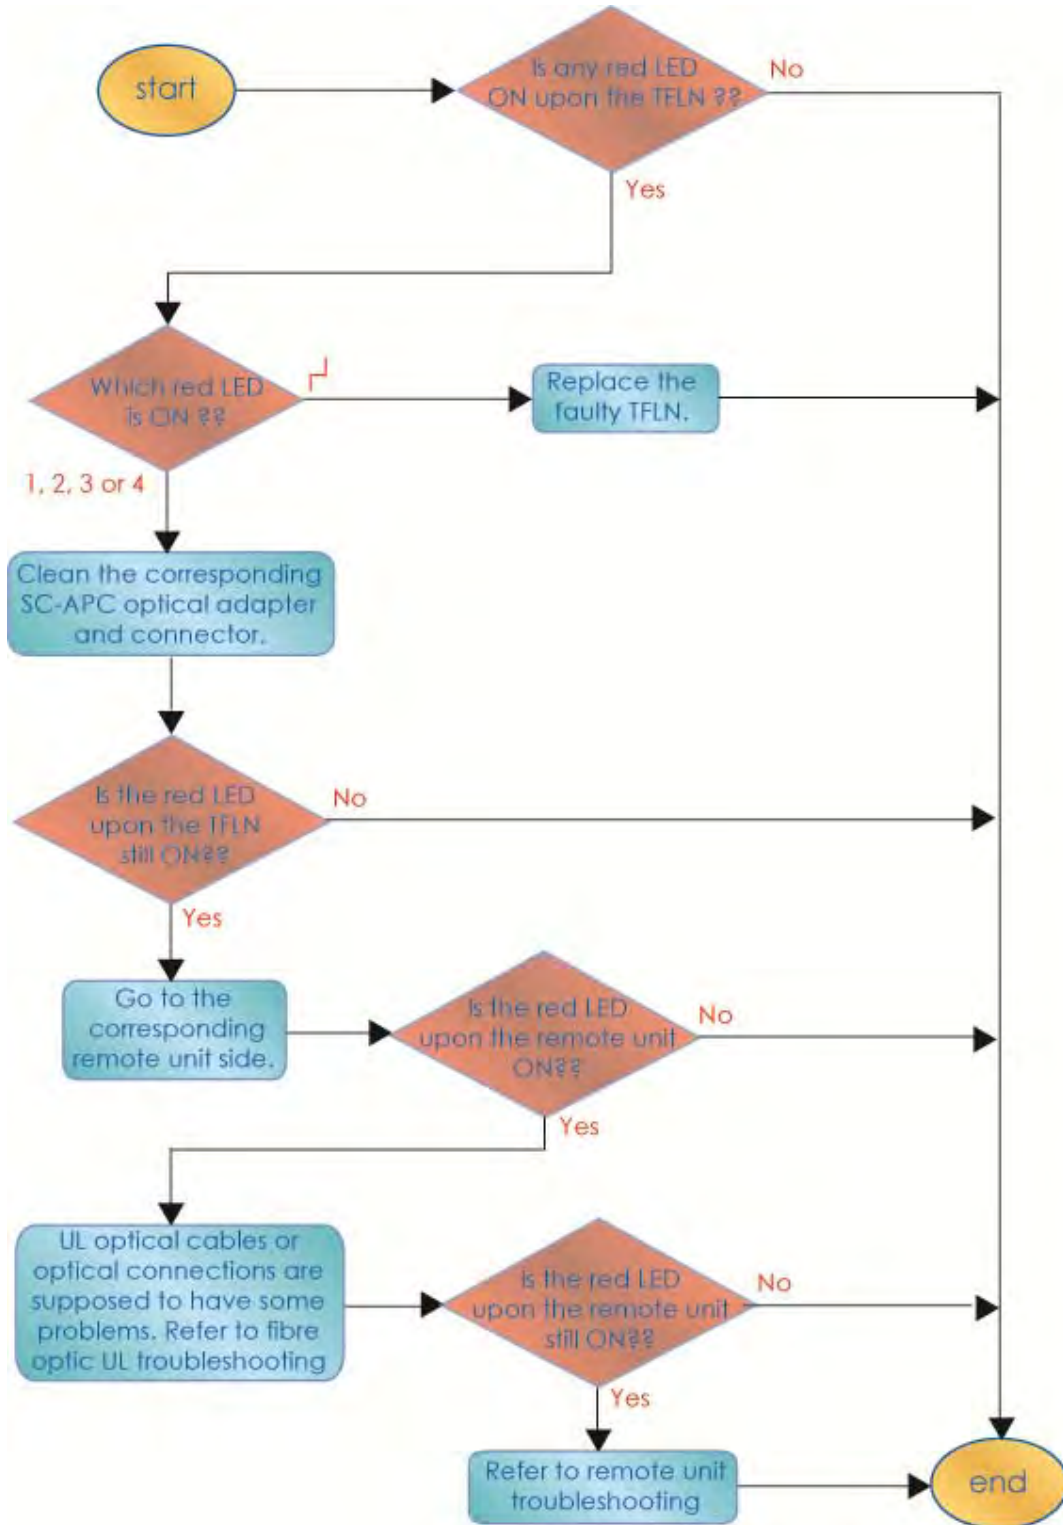 start
Is any red LED
ON upon the TFLN ??
No
Yes
Which red LED
is ON ??
Replace the
faulty TFLN.
1, 2, 3 or 4
Clean the corresponding
SC-APC optical adapter
and connector.
Is the red LED
upon the TFLN
still ON??
No
Yes
Go to the
corresponding
remote unit side.
Is the red LED
upon the remote unit
ON??
No
Yes
UL optical cables or
optical connections are
supposed to have some
problems. Refer to fibre
optic UL troubleshooting
is the red LED
upon the remote unit
still ON??
No
Yes
Refer to remote unit
troubleshooting
end